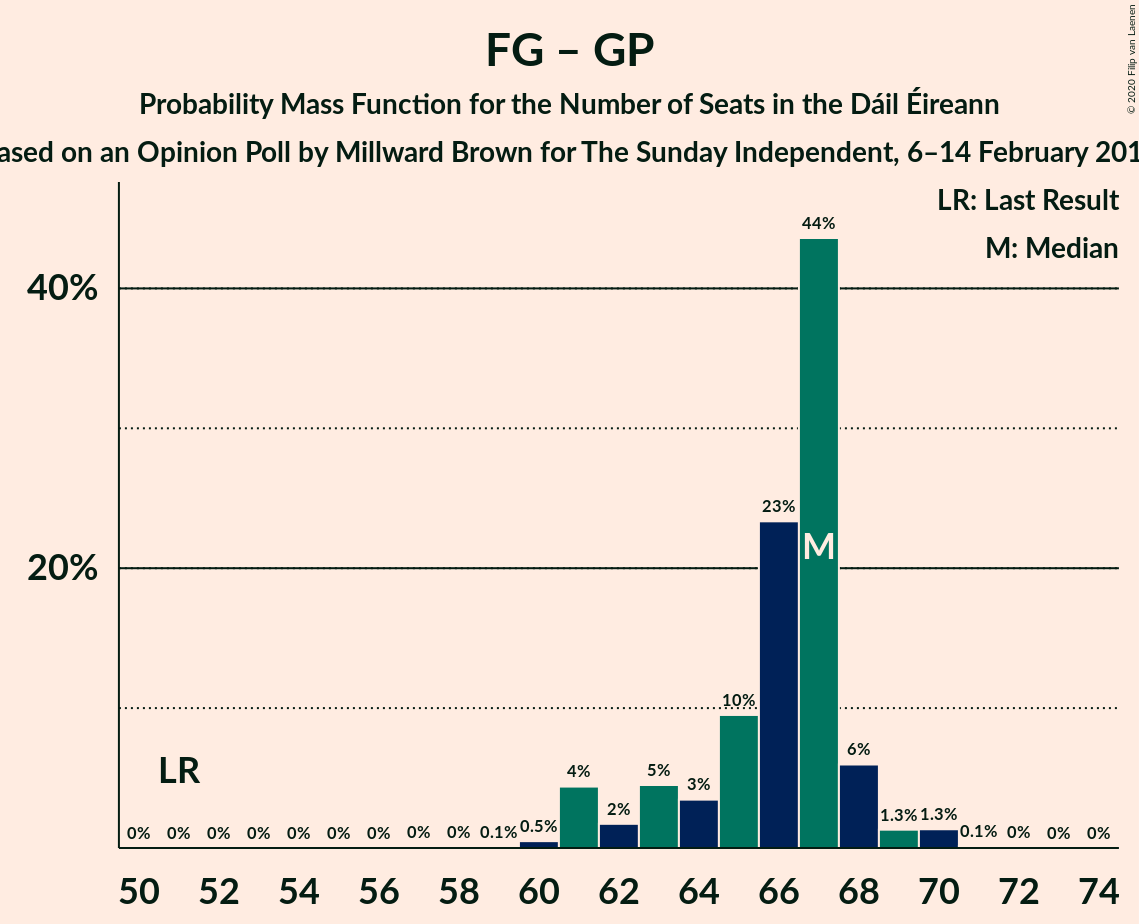 FG – GP
Probability Mass Function for the Number of Seats in the Dáil Éireann
ased on an Opinion Poll by Millward Brown for The Sunday Independent, 6–14 February 201
© 2020 Filip van Laenen
LR: Last Result
M: Median
44%
40%
23%
M
20%
10%
LR
4%
5%
3%
6%
2%
0% 0% 0% 0% 0% 0% 0% 0% 0% 0.1% 0.5% 1.3% 1.3% 0.1% 0% 0% 0%
50 52 54 56 58 60 62 64 66 68 70 72 74